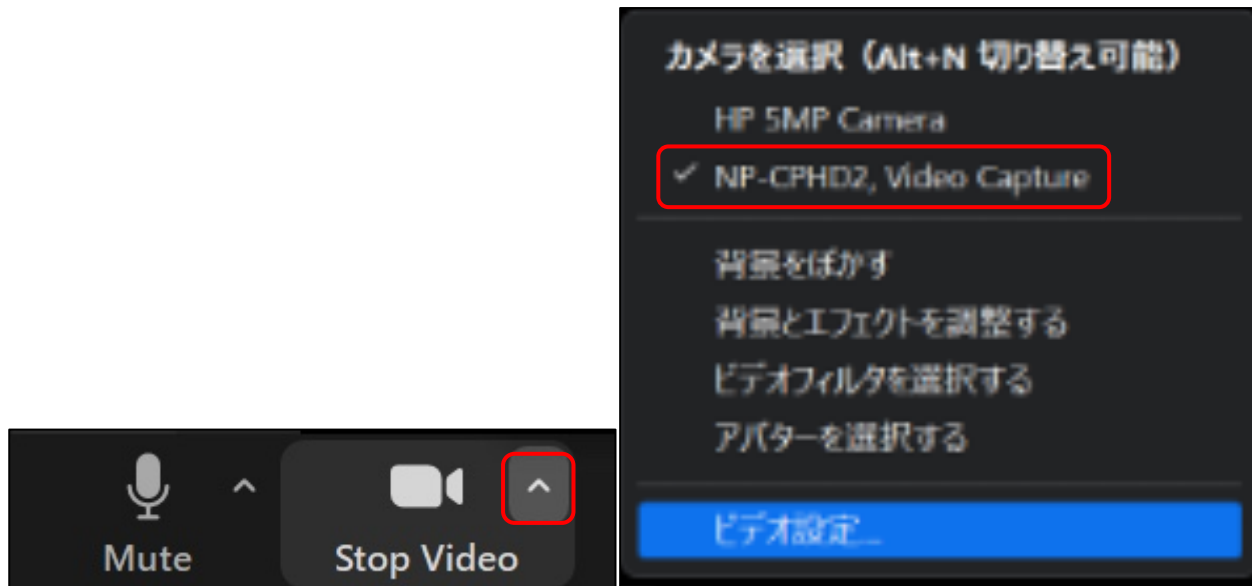 Mute
Stop Video
カメラを選択（Alt+N 切り替え可能）
HP 5MP Camera
NP-CPHD2, Video Capture
背景をぼかす
背景とエフェクトを調整する
ビデオフィルタを選択する
アバターを選択する
ビデオ設定...